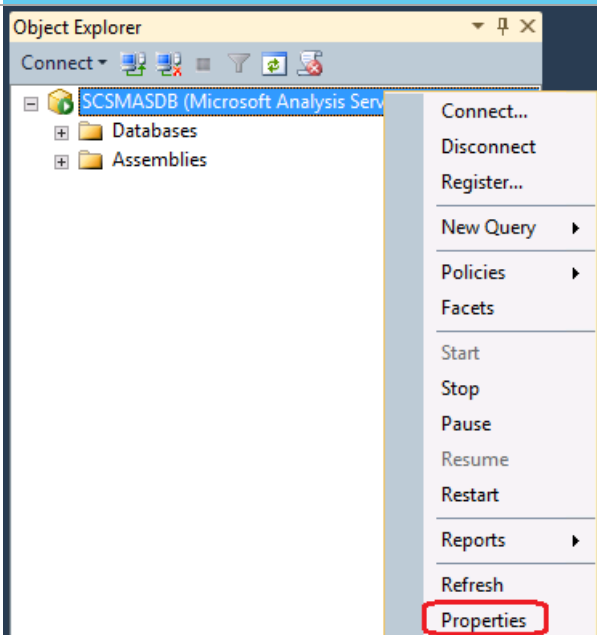 Object Explorer
Connect
SCSMASDB (Microsoft Analysis Serv
Databases
Assemblies
Connect...
Disconnect
Register...
New Query
Policies
Facets
Start
Stop
Pause
Resume
Restart
Reports
Refresh
Properties